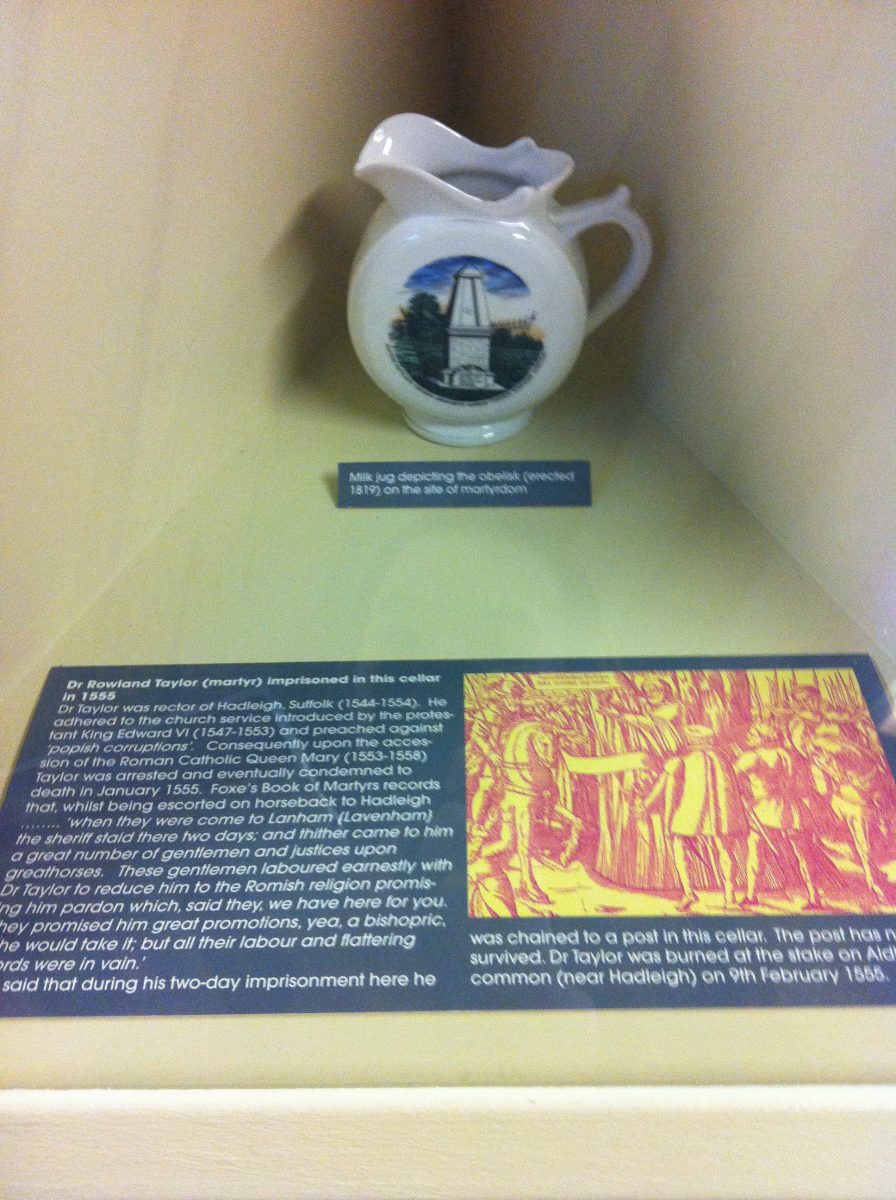 Milk jug depicting the obelisk (erected
1819) on the site of martyrdom
Dr Rowland Taylor (martyr) imprisoned in this cellar
in 1555
Dr Taylor was rector of Hadleigh, Suffolk (1544-1554). He
adhered to the church service introduced by the protes-
tant King Edward VI (1547-1553) and preached against
'popish corruptions'. Consequently upon the acces-
sion of the Roman Catholic Queen Mary (1553-1558)
Taylor was arrested and eventually condemned to
death in January 1555. Foxe's Book of Martyrs records
that, whilst being escorted on horseback to Hadleigh
........ 'when they were come to Lanham (Lavenham)
the sheriff staid there two days; and thither came to him
a great number of gentlemen and justices upon
greathorses. These gentlemen laboured earnestly with
Dr Taylor to reduce him to the Romish religion promis-
ng him pardon which, said they, we have here for you.
hey promised him great promotions, yea, a bishopric,
he would take it; but all their labour and flattering
ords were in vain.'
said that during his two-day imprisonment here he
was chained to a post in this cellar. The post has n
survived. Dr Taylor was burned at the stake on Ald
common (near Hadleigh) on 9th February 1555.